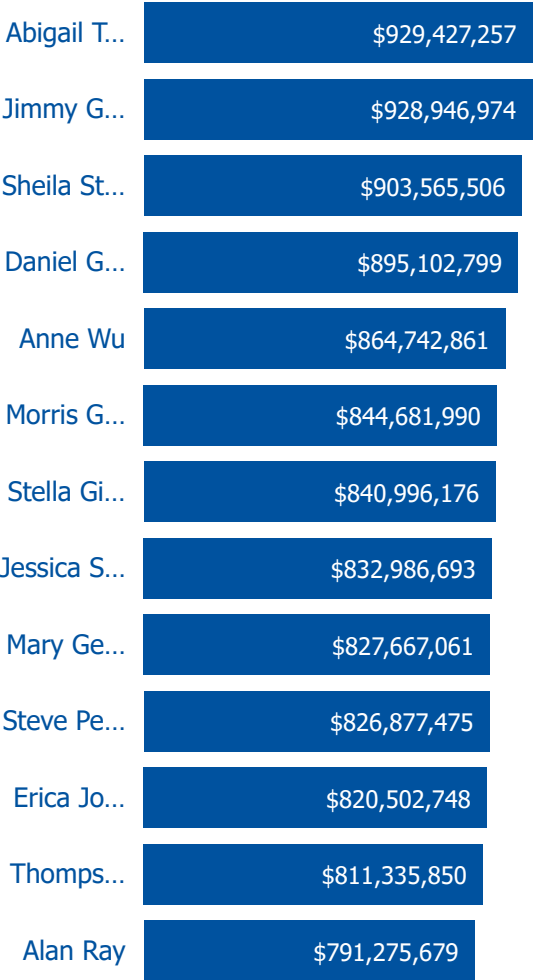 Abigail T... $929,427,257
Jimmy G... $928,946,974
Sheila St... $903,565,506
Daniel G... $895,102,799
Anne Wu $864,742,861
Morris G... $844,681,990
Stella Gi... $840,996,176
Jessica S... $832,986,693
Mary Ge... $827,667,061
Steve Pe... $826,877,475
Erica Jo... $820,502,748
Thomps... $811,335,850
Alan Ray $791,275,679